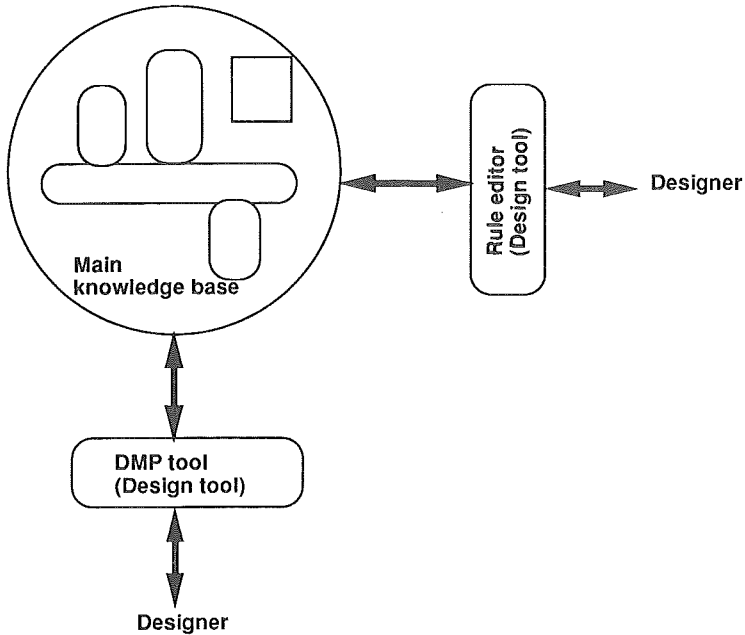 Main
knowledge base
Rule editor
(Design tool)
Designer
DMP tool
(Design tool)
Designer